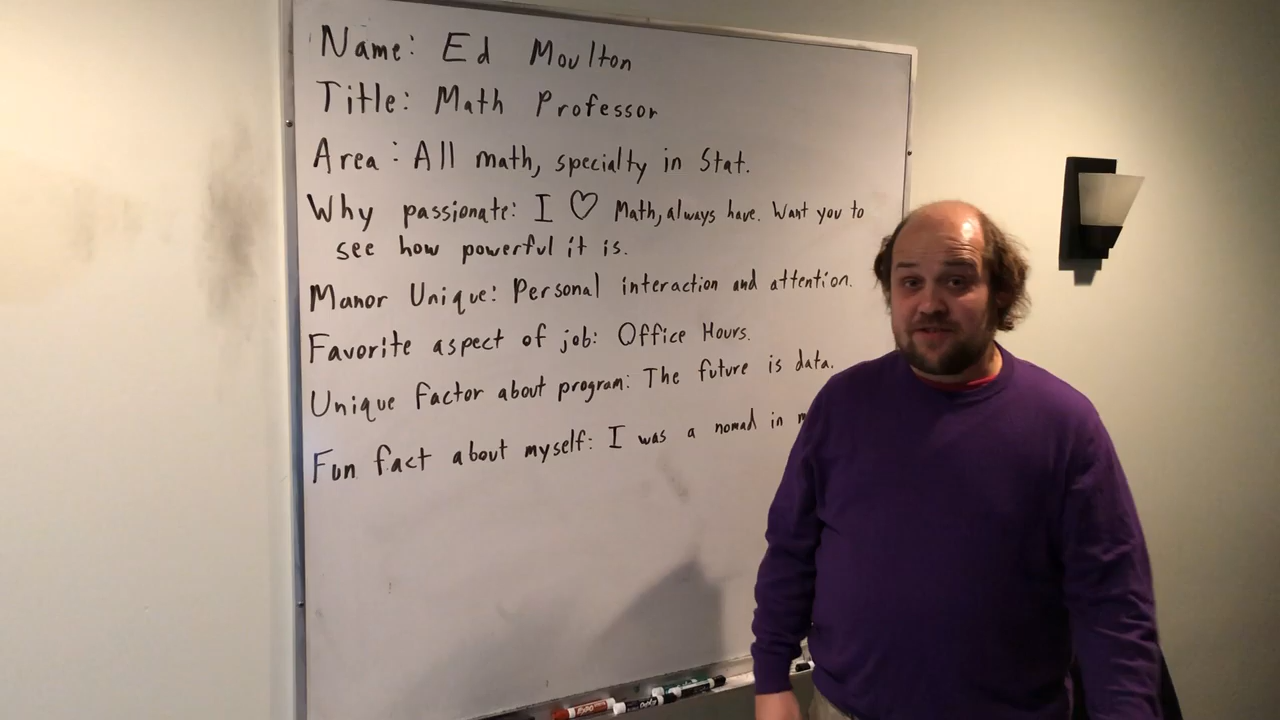 Name: Ed Moulton
Title: Math Professor
Area: All math, specialty in Stat.
Why passionate: I ♡ Math, always have. Want you to
see how powerful it is.
Manor Unique: Personal interaction and attention.
Favorite aspect of job: Office Hours.
Unique factor about program: The future is data.
Fun fact about myself: I was a nomad in
EXPO